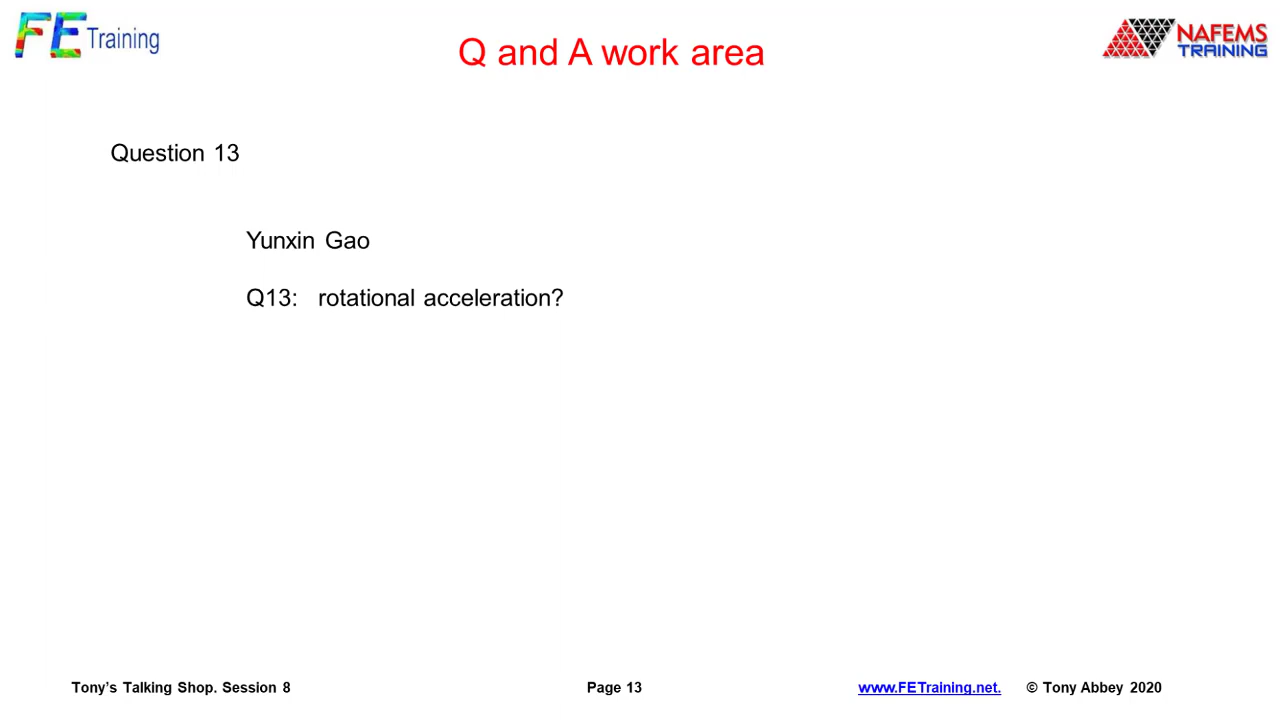 FE Training
Q and A work area
NAFEMS
TRAINING
Question 13
Yunxin Gao
Q13: rotational acceleration?
Tony’s Talking Shop. Session 8
Page 13
www.FETraining.net.
© Tony Abbey 2020